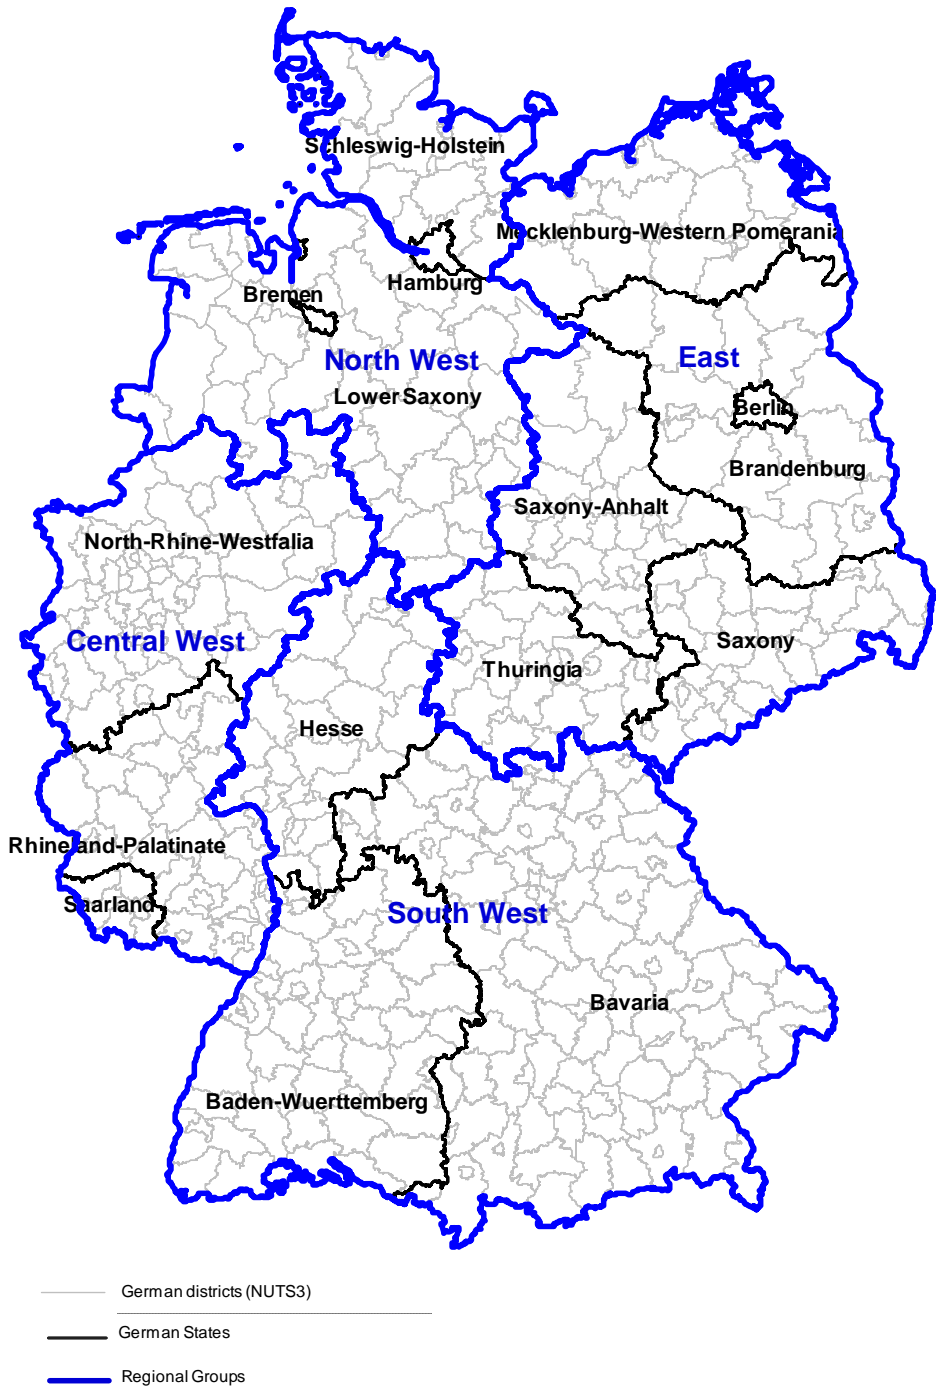 Schleswig-Holstein
Mecklenburg-Western Pomerania
Hamburg
Bremen
North West
East
Lower Saxony
Berlin
Brandenburg
Saxony-Anhalt
North-Rhine-Westfalia
Central West
Saxony
Thuringia
Hesse
Rhineland-Palatinate
Saarland
South West
Bavaria
Baden-Wuerttemberg
German districts (NUTS3)
German States
Regional Groups